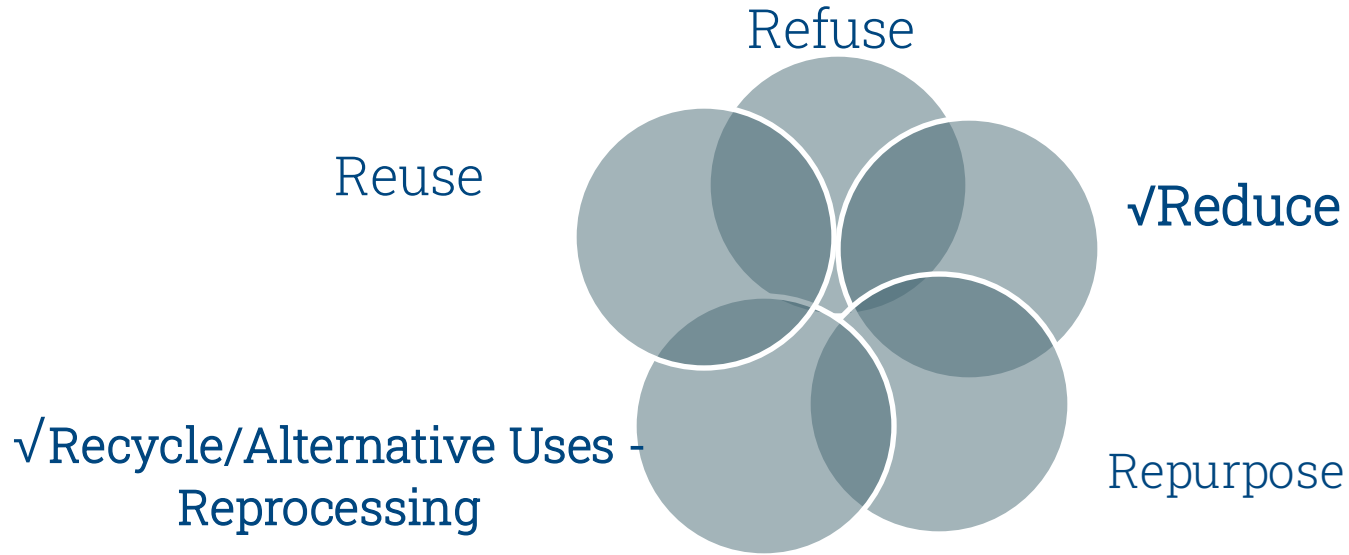 Refuse
Reuse
√Reduce
√Recycle/Alternative Uses -
Reprocessing
Repurpose